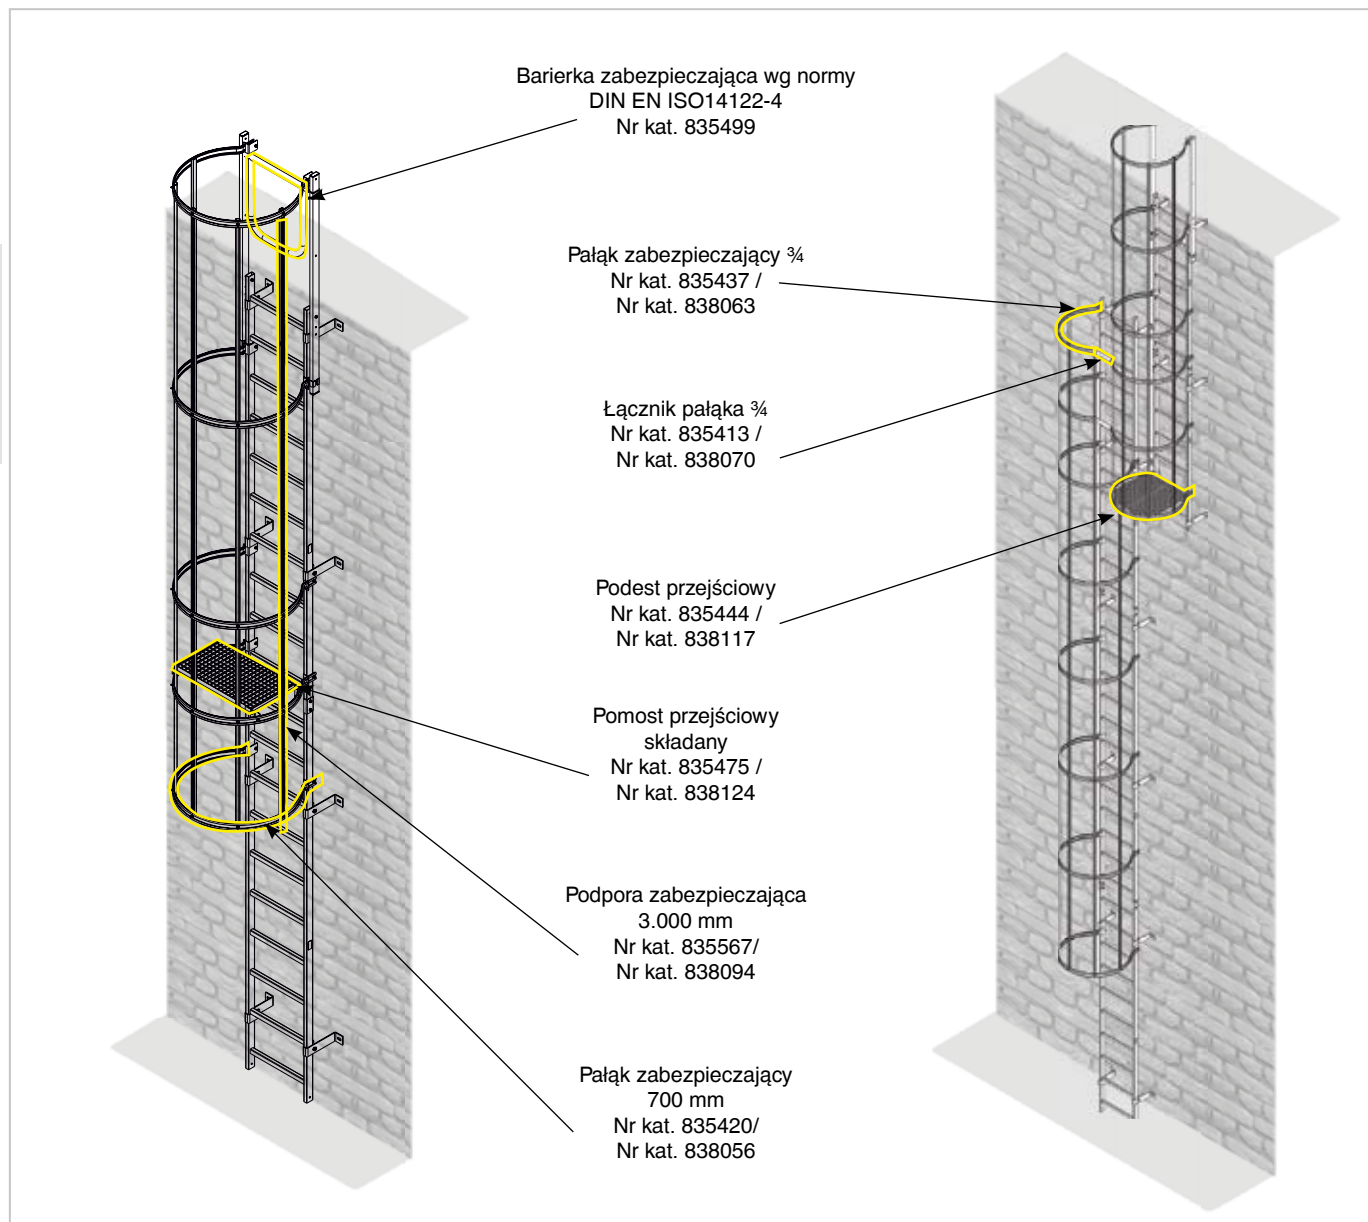 Barierka zabezpieczająca wg normy
DIN EN ISO14122-4
Nr kat. 835499
Pałąk zabezpieczający ¾
Nr kat. 835437 /
Nr kat. 838063
Łącznik pałąka ¾
Nr kat. 835413 /
Nr kat. 838070
Podest przejściowy
Nr kat. 835444 /
Nr kat. 838117
Pomost przejściowy
składany
Nr kat. 835475 /
Nr kat. 838124
Podpora zabezpieczająca
3.000 mm
Nr kat. 835567/
Nr kat. 838094
Pałąk zabezpieczający
700 mm
Nr kat. 835420/
Nr kat. 838056